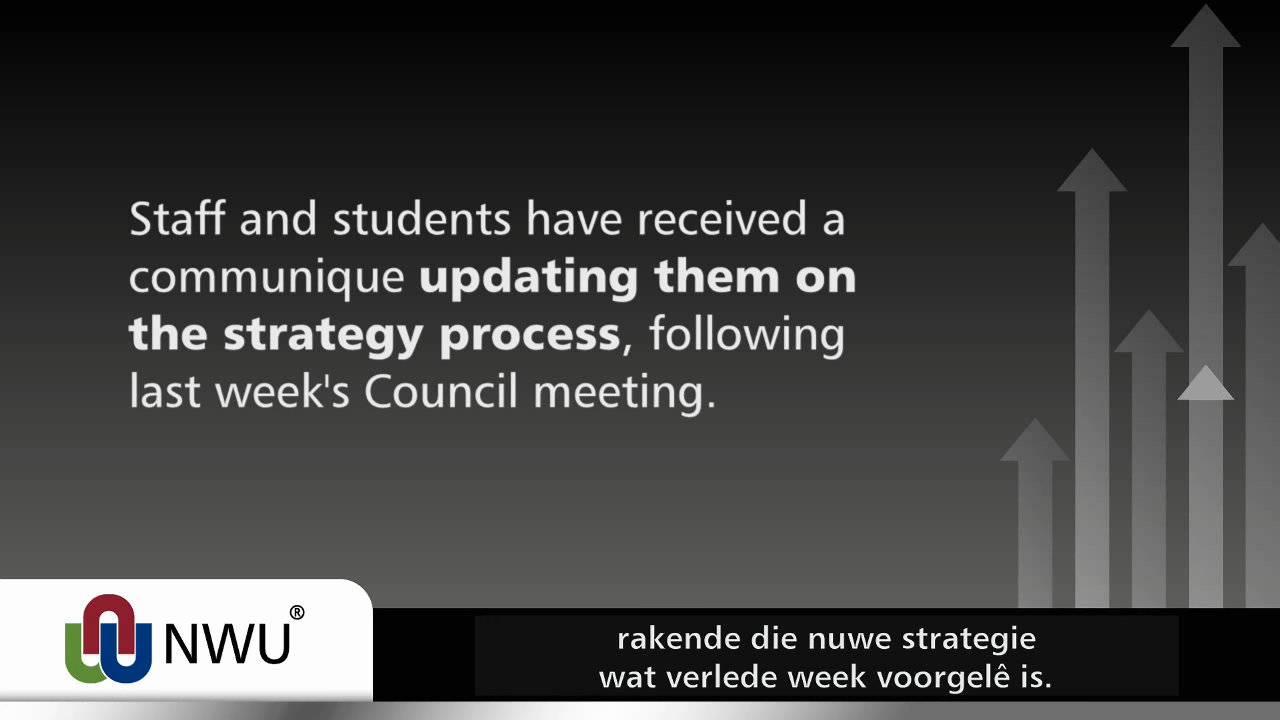 Staff and students have received a
communique updating them on
the strategy process, following
last week's Council meeting.
NWU®
rakende die nuwe strategie
wat verlede week voorgelê is.